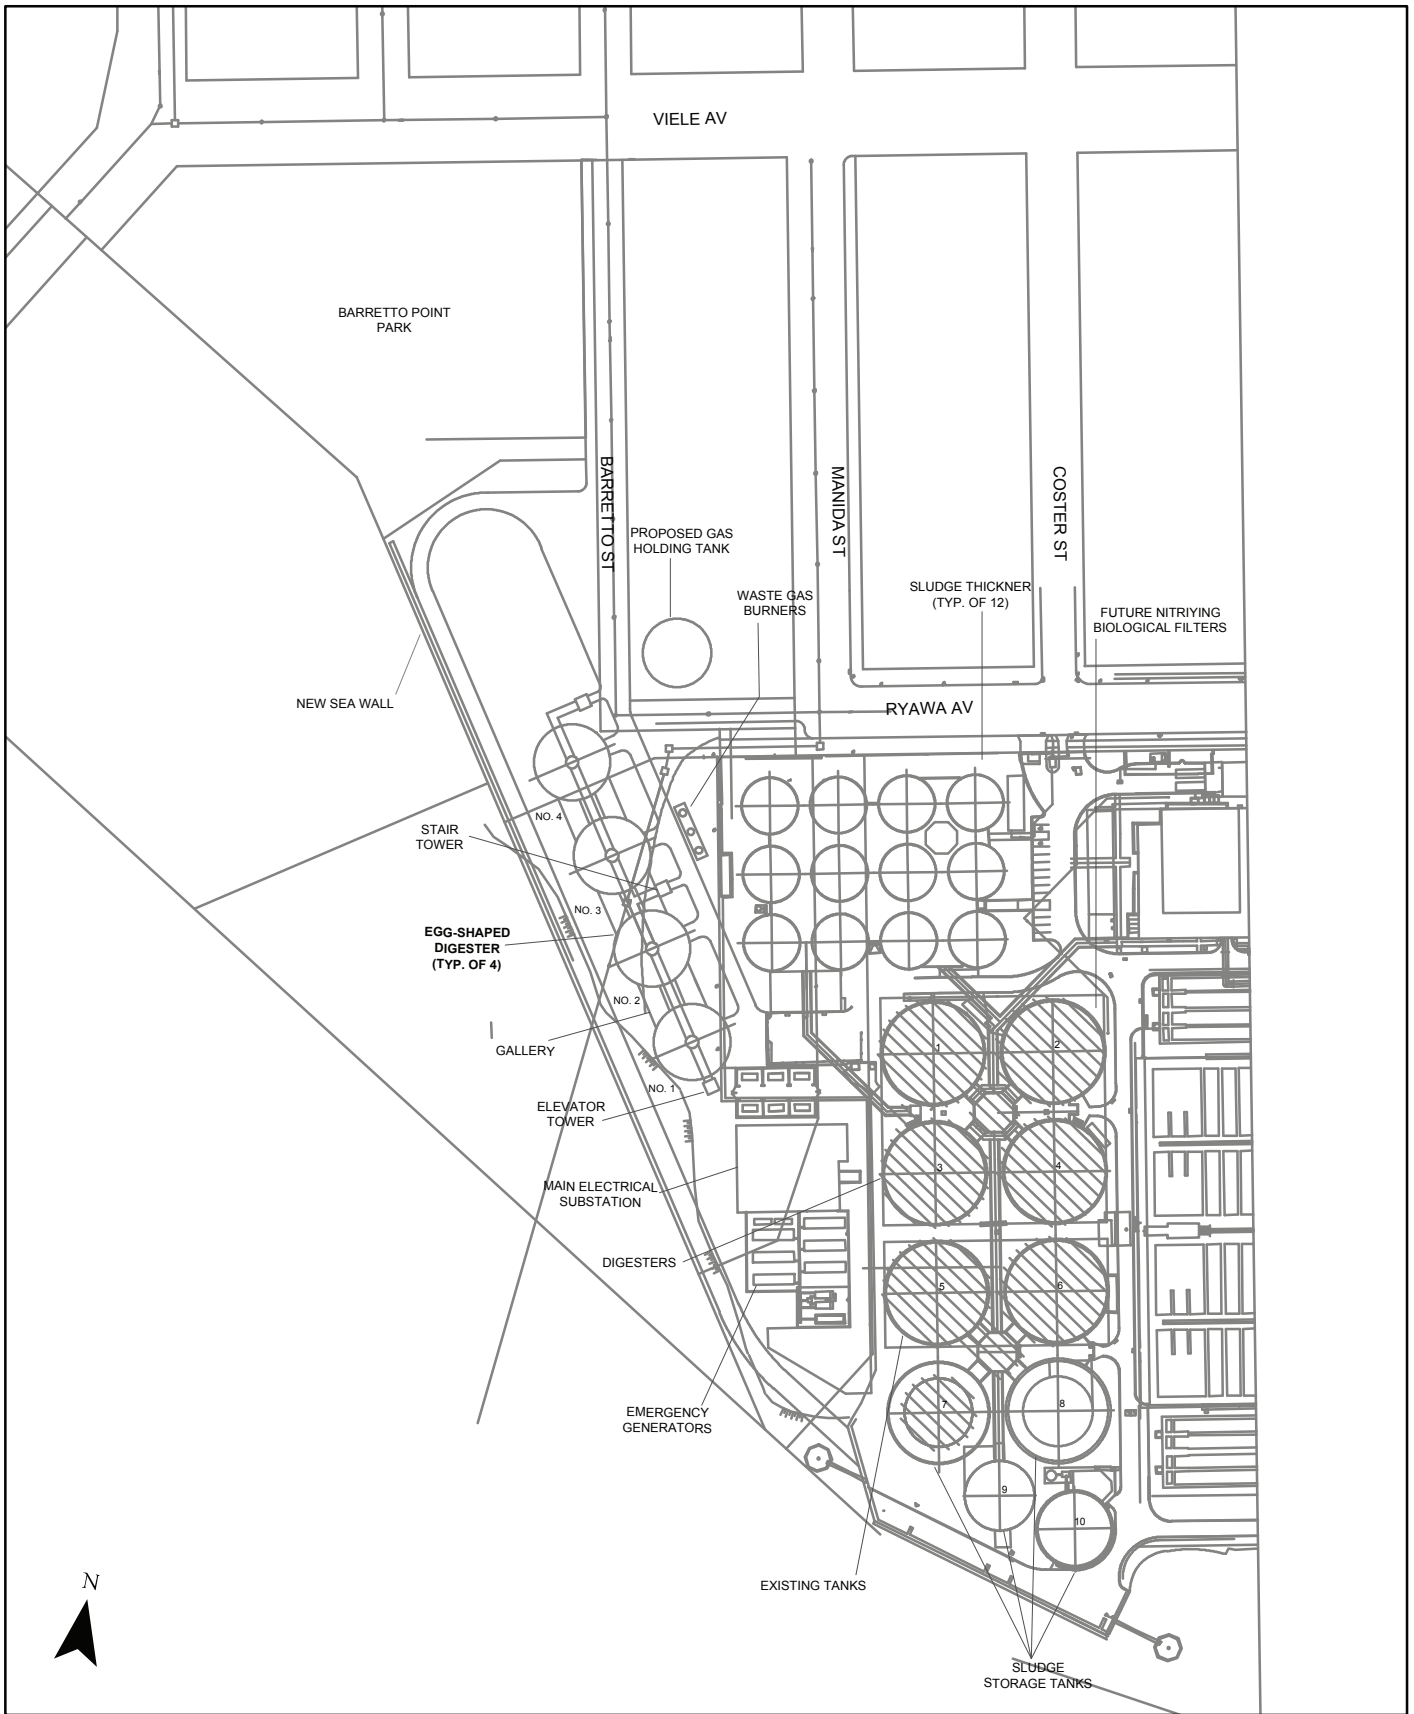 VIELE AV
BARRETTO POINT
PARK
BARRETTO ST
MANIDA ST
COSTER ST
PROPOSED GAS
HOLDING TANK
WASTE GAS
BURNERS
SLUDGE THICKNER
(TYP. OF 12)
FUTURE NITRIYING
BIOLOGICAL FILTERS
NEW SEA WALL
RYAWA AV
NO. 4
STAIR
TOWER
NO. 3
EGG-SHAPED
DIGESTER
(TYP. OF 4)
NO. 2
GALLERY
1
2
NO. 1
ELEVATOR
TOWER
3
4
MAIN ELECTRICAL
SUBSTATION
DIGESTERS
5
6
EMERGENCY
GENERATORS
7
8
9
10
EXISTING TANKS
N
SLUDGE
STORAGE TANKS